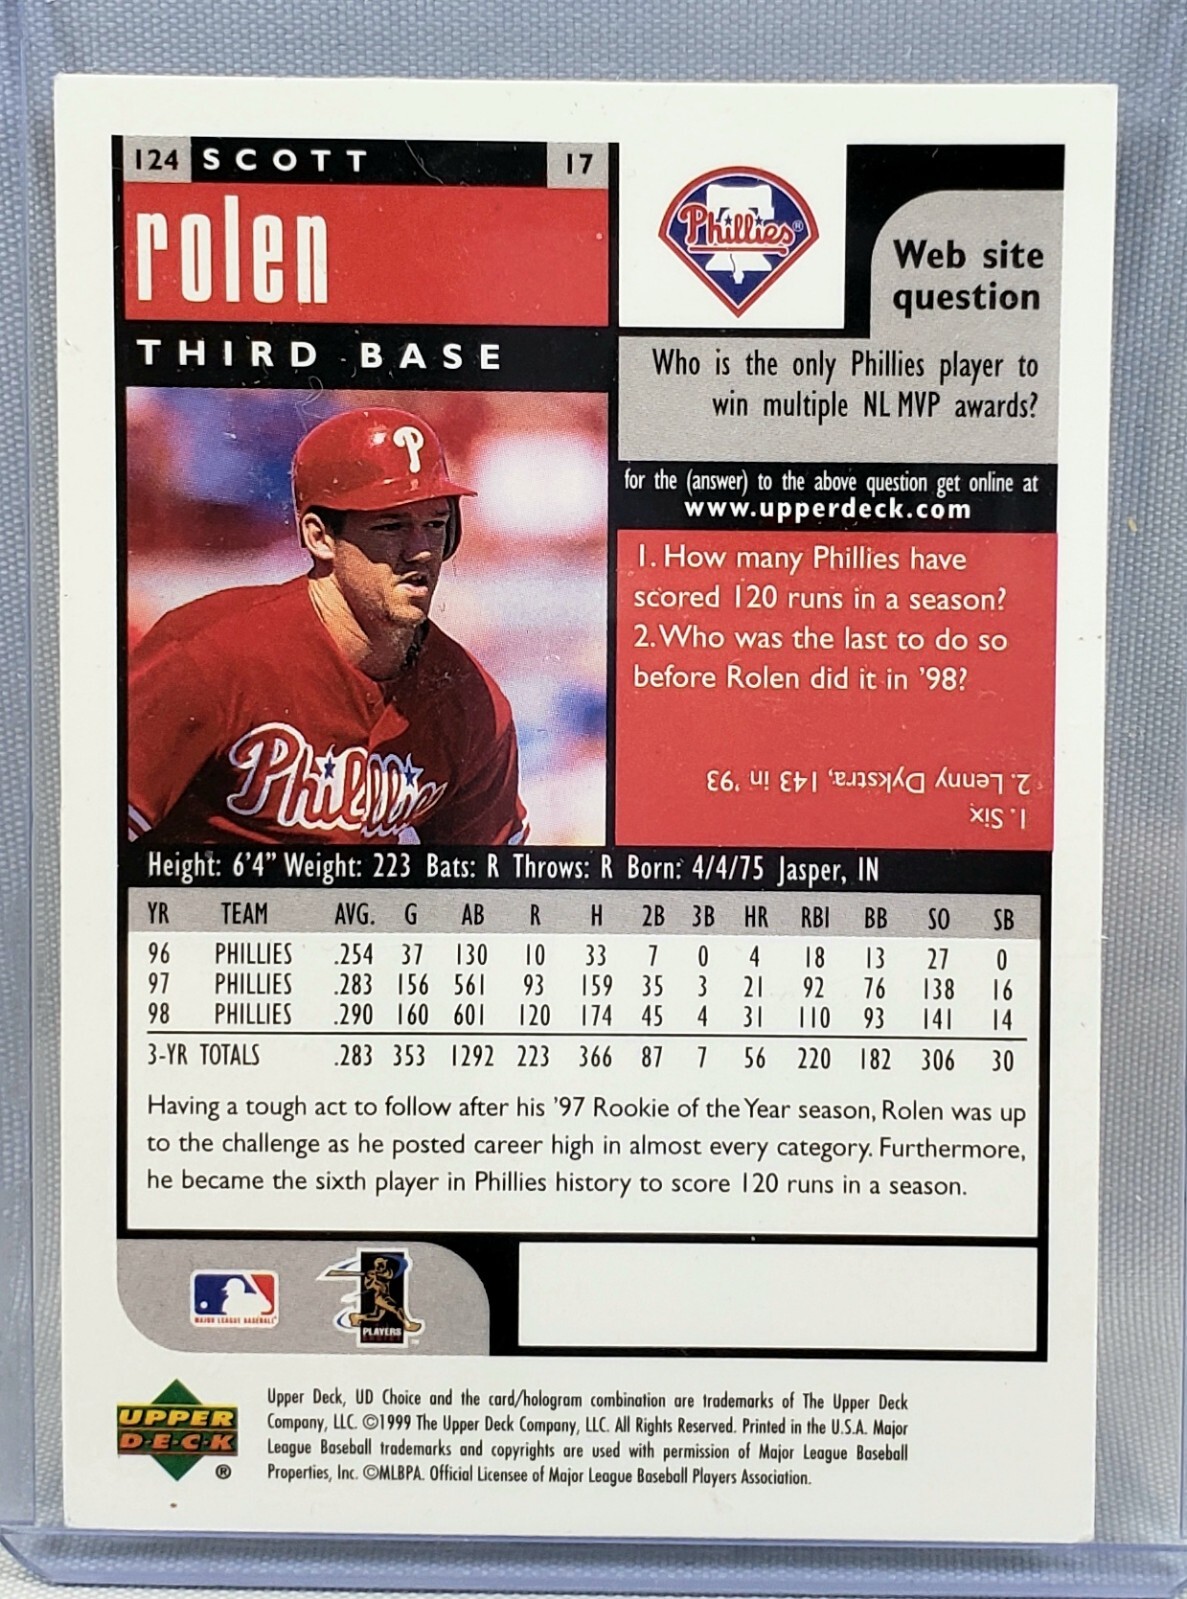 124 SCOTT 17
rolen
THIRD BASE
P
Phillies
Phillies®
Web site
question
Who is the only Phillies player to
win multiple NL MVP awards?
for the (answer) to the above question get online at
www.upperdeck.com
1. How many Phillies have
scored 120 runs in a season?
2. Who was the last to do so
before Rolen did it in '98?
1. Six
2. Lenny Dykstra, 143 in '93
Height: 6'4" Weight: 223 Bats: R Throws: R Born: 4/4/75 Jasper, IN
YR TEAM AVG. G AB R H 2B 3B HR RBI BB SO SB
96 PHILLIES .254 37 130 10 33 7 0 4 18 13 27 0
97 PHILLIES .283 156 561 93 159 35 3 21 92 76 138 16
98 PHILLIES .290 160 601 120 174 45 4 31 110 93 141 14
3-YR TOTALS .283 353 1292 223 366 87 7 56 220 182 306 30
Having a tough act to follow after his '97 Rookie of the Year season, Rolen was up
to the challenge as he posted career high in almost every category. Furthermore,
he became the sixth player in Phillies history to score 120 runs in a season.
MAJOR LEAGUE BASEBALL
PLAYERS
UPPER
D·E·C·K
®
Upper Deck, UD Choice and the card/hologram combination are trademarks of The Upper Deck
Company, LLC. ©1999 The Upper Deck Company, LLC. All Rights Reserved. Printed in the U.S.A. Major
League Baseball trademarks and copyrights are used with permission of Major League Baseball
Properties, Inc. ©MLBPA. Official Licensee of Major League Baseball Players Association.